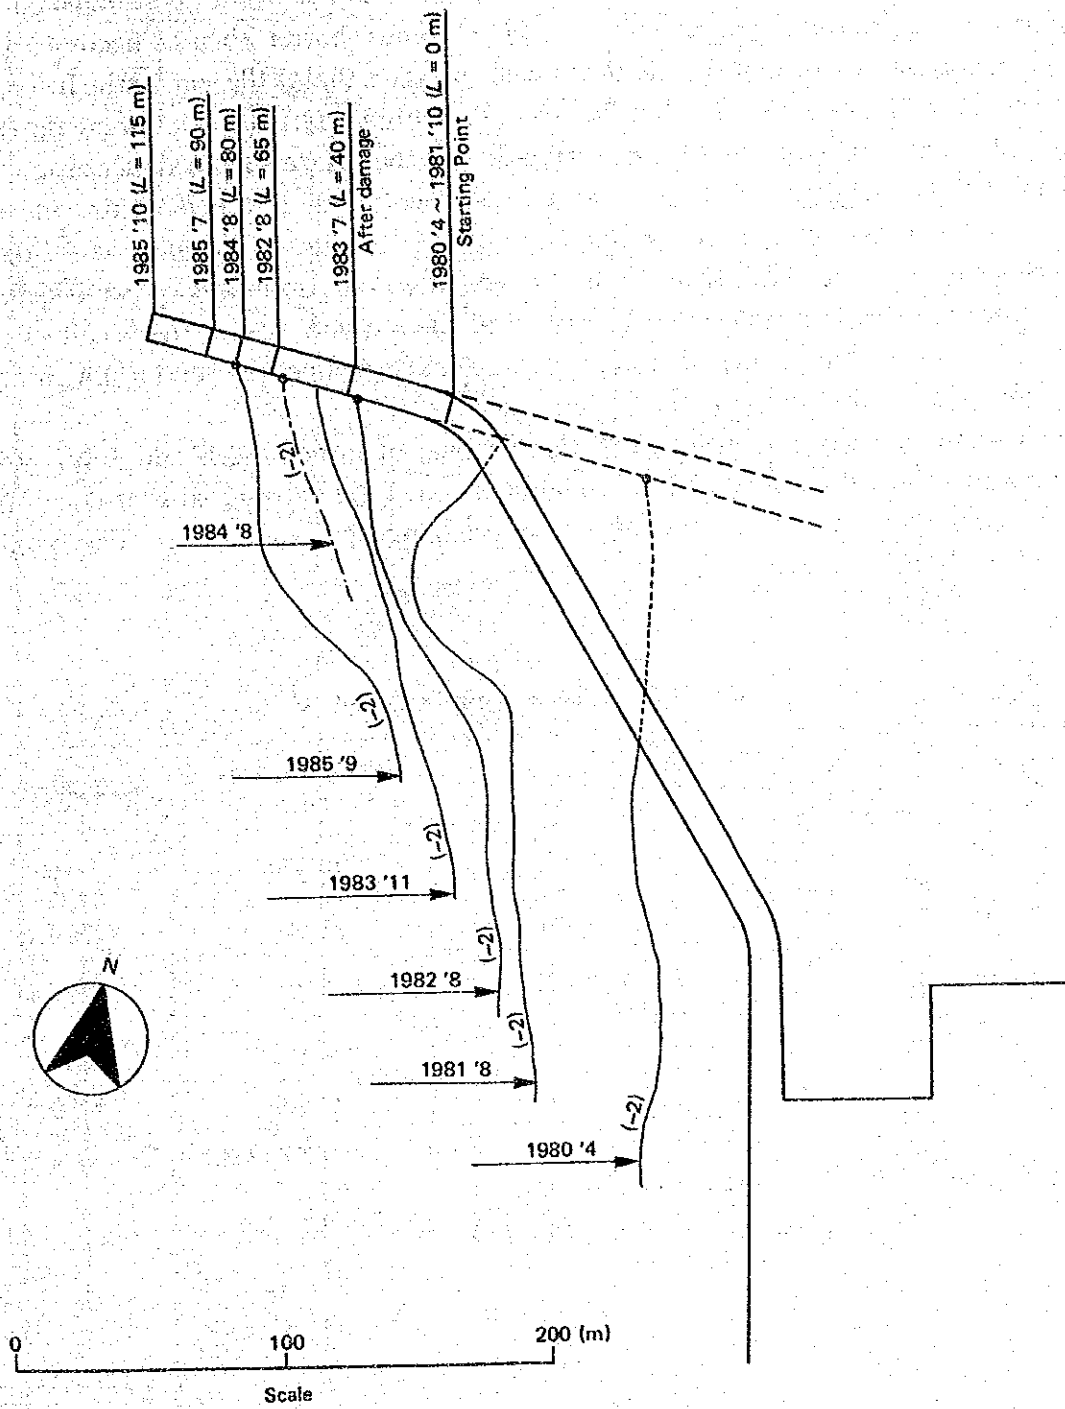 1985 '10 (L = 115 m)
1985 '7 (L = 90 m)
1984 '8 (L = 80 m)
1982 '8 (L = 65 m)
1983 '7 (L = 40 m)
After damage
1980 '4 ~ 1981 '10 (L = 0 m)
Starting Point
(-2)
1984 '8
(-2)
1985 '9
(-2)
1983 '11
(-2)
1982 '8
(-2)
1981 '8
(-2)
1980 '4
N
0 100 200 (m)
Scale